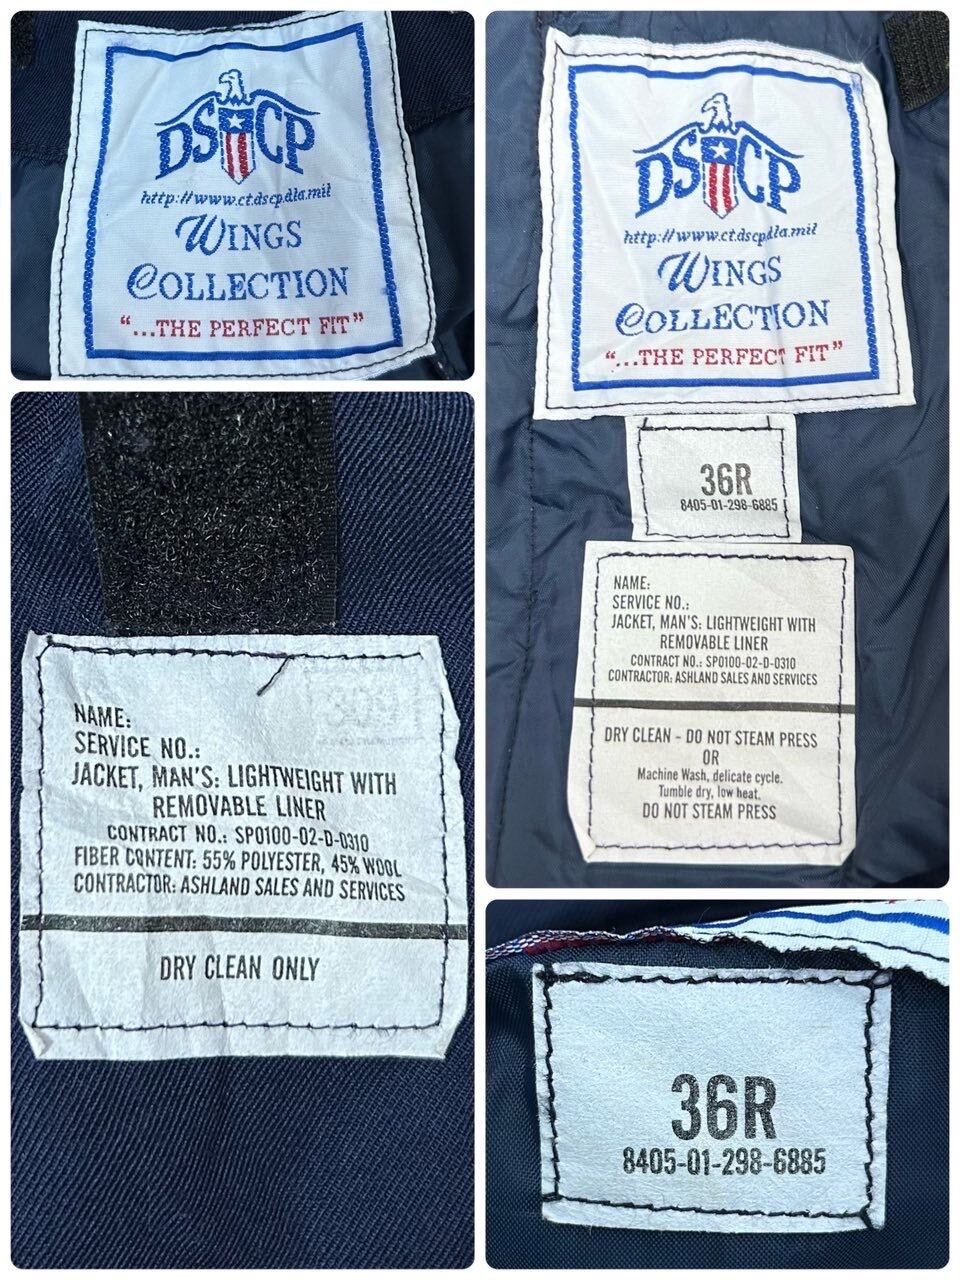 DSCP
http://www.ct.dscp.dla.mil
WINGS
COLLECTION
"...THE PERFECT FIT"
DSCP
http://www.ct.dscp.dla.mil
WINGS
COLLECTION
"...THE PERFECT FIT"
36R
8405-01-298-6885
NAME:
SERVICE NO.:
JACKET, MAN'S: LIGHTWEIGHT WITH
REMOVABLE LINER
CONTRACT NO.: SP0100-02-D-0310
CONTRACTOR: ASHLAND SALES AND SERVICES
DRY CLEAN - DO NOT STEAM PRESS
OR
Machine Wash, delicate cycle.
Tumble dry, low heat.
DO NOT STEAM PRESS
NAME:
SERVICE NO.:
JACKET, MAN'S: LIGHTWEIGHT WITH
REMOVABLE LINER
CONTRACT NO.: SP0100-02-D-0310
FIBER CONTENT: 55% POLYESTER, 45% WOOL
CONTRACTOR: ASHLAND SALES AND SERVICES
DRY CLEAN ONLY
36R
8405-01-298-6885